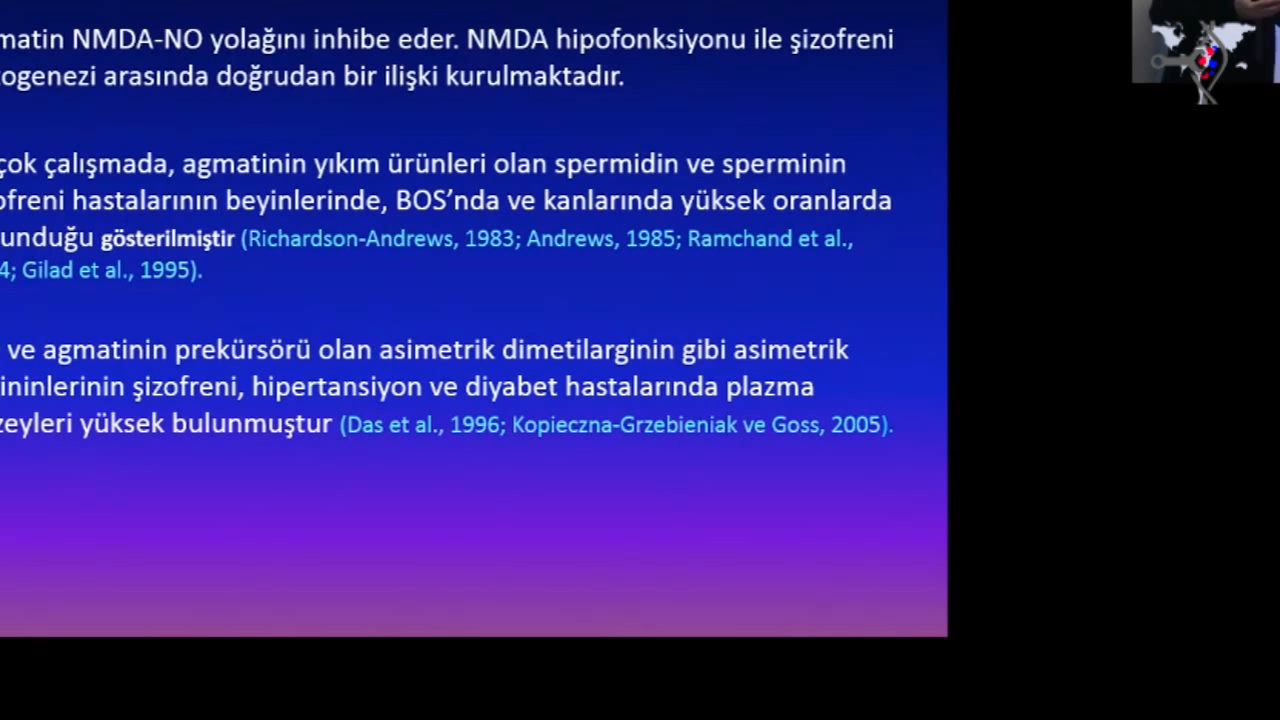 matin NMDA-NO yolağını inhibe eder. NMDA hipofonksiyonu ile şizofreni
togenezi arasında doğrudan bir ilişki kurulmaktadır.
çok çalışmada, agmatinin yıkım ürünleri olan spermidin ve sperminin
ofreni hastalarının beyinlerinde, BOS’nda ve kanlarında yüksek oranlarda
unduğu gösterilmiştir (Richardson-Andrews, 1983; Andrews, 1985; Ramchand et al.,
4; Gilad et al., 1995).
ve agmatinin prekürsörü olan asimetrik dimetilarginin gibi asimetrik
ininlerinin şizofreni, hipertansiyon ve diyabet hastalarında plazma
zeyleri yüksek bulunmuştur (Das et al., 1996; Kopieczna-Grzebieniak ve Goss, 2005).